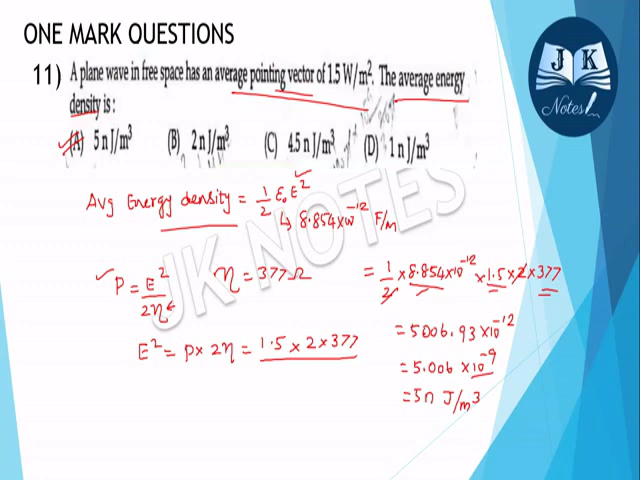 ONE MARK QUESTIONS
11) A plane wave in free space has an average pointing vector of 1.5 W/m². The average energy
density is :
(A) 5 n J/m³ (B) 2 n J/m³ (C) 4.5 n J/m³ (D) 1 n J/m³
JK
Notes
Avg Energy density = 1/2 ε₀ E²
↳ 8.854×10⁻¹² F/m
JK NOTES
P = E²/2η η = 377Ω
E² = P × 2η = 1.5 × 2 × 377
= 1/2 × 8.854×10⁻¹² × 1.5 × 2 × 377
= 5006.93 × 10⁻¹²
= 5.006 × 10⁻⁹
= 5n J/m³